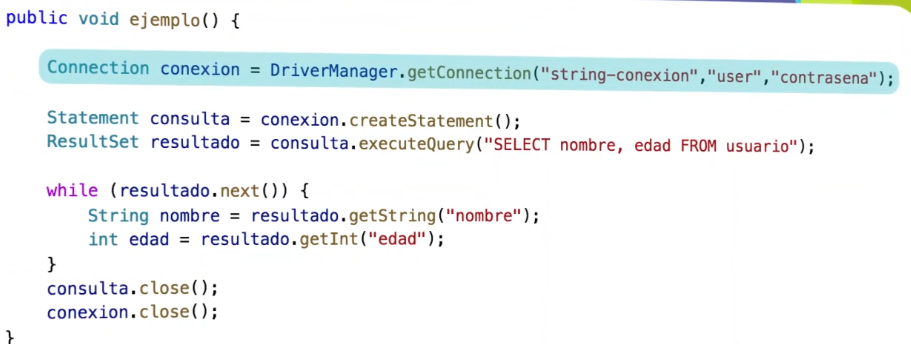 public void ejemplo() {
Connection conexion = DriverManager.getConnection("string-conexion","user","contrasena");
Statement consulta = conexion.createStatement();
ResultSet resultado = consulta.executeQuery("SELECT nombre, edad FROM usuario");
while (resultado.next()) {
String nombre = resultado.getString("nombre");
int edad = resultado.getInt("edad");
}
consulta.close();
conexion.close();
}